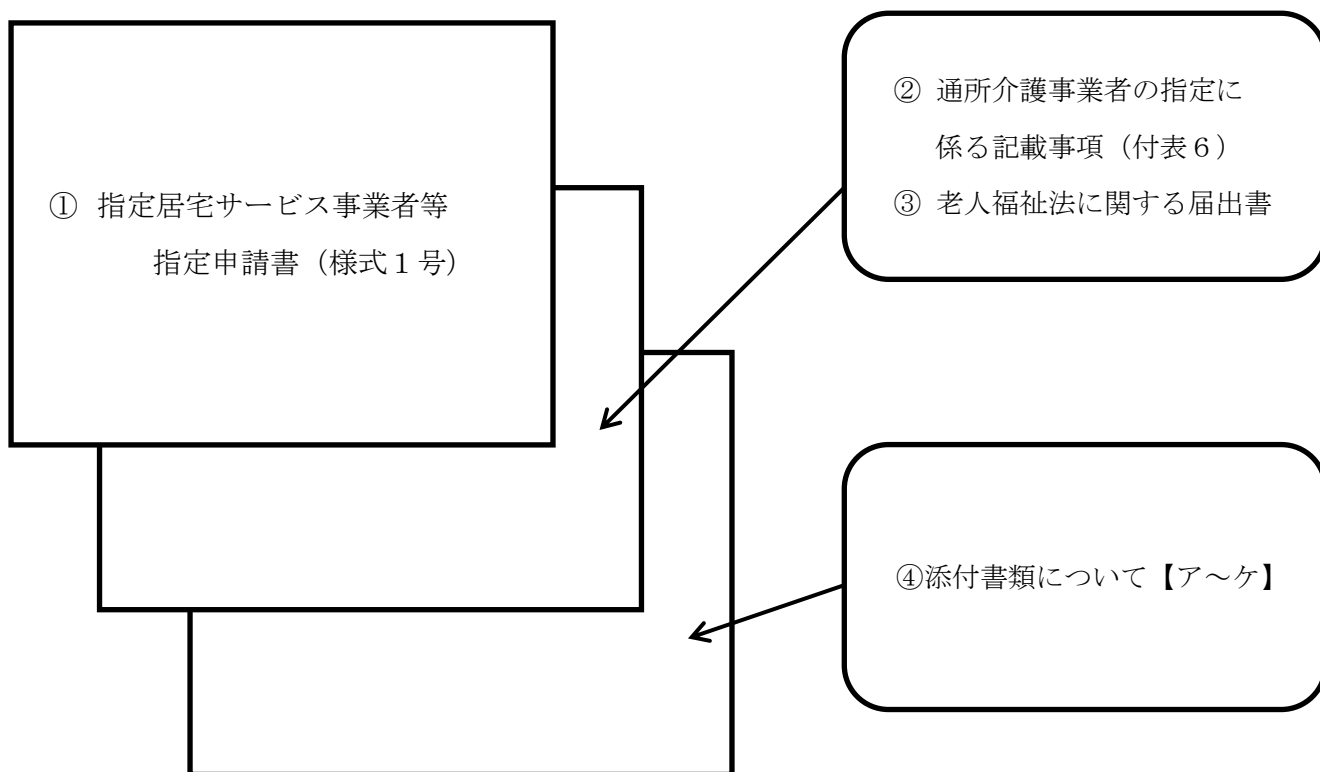 ① 指定居宅サービス事業者等
指定申請書（様式１号）
② 通所介護事業者の指定に
係る記載事項（付表６）
③ 老人福祉法に関する届出書
④添付書類について【ア～ケ】